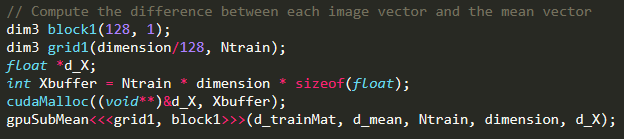 // Compute the difference between each image vector and the mean vector
dim3 block1(128, 1);
dim3 grid1(dimension/128, Ntrain);
float *d_X;
int Xbuffer = Ntrain * dimension * sizeof(float);
cudaMalloc((void**)&d_X, Xbuffer);
gpuSubMean<<<grid1, block1>>>(d_trainMat, d_mean, Ntrain, dimension, d_X);